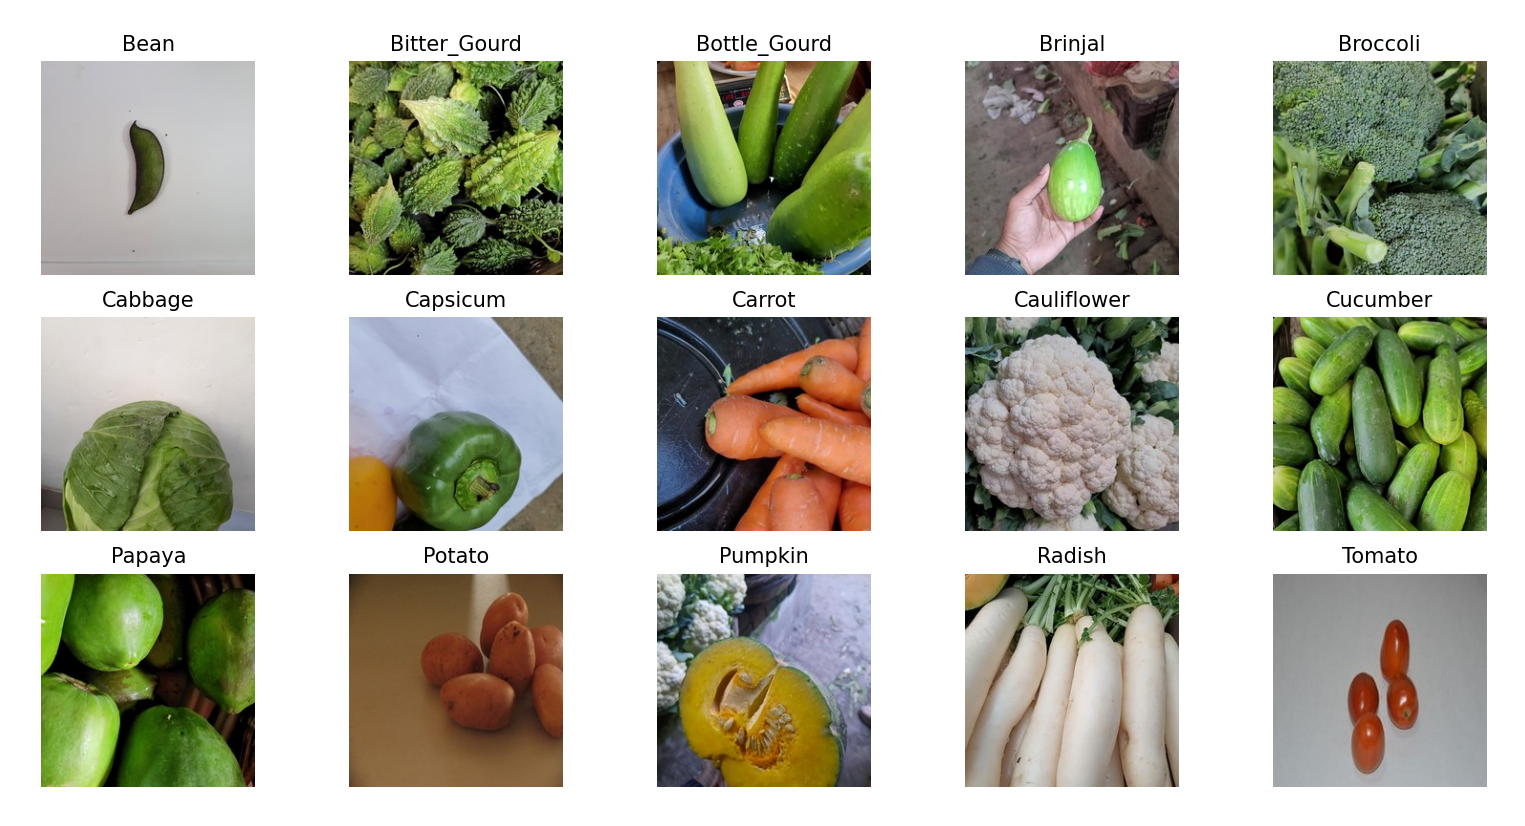 Bean
Bitter_Gourd
Bottle_Gourd
Brinjal
Broccoli
Cabbage
Capsicum
Carrot
Cauliflower
Cucumber
Papaya
Potato
Pumpkin
Radish
Tomato